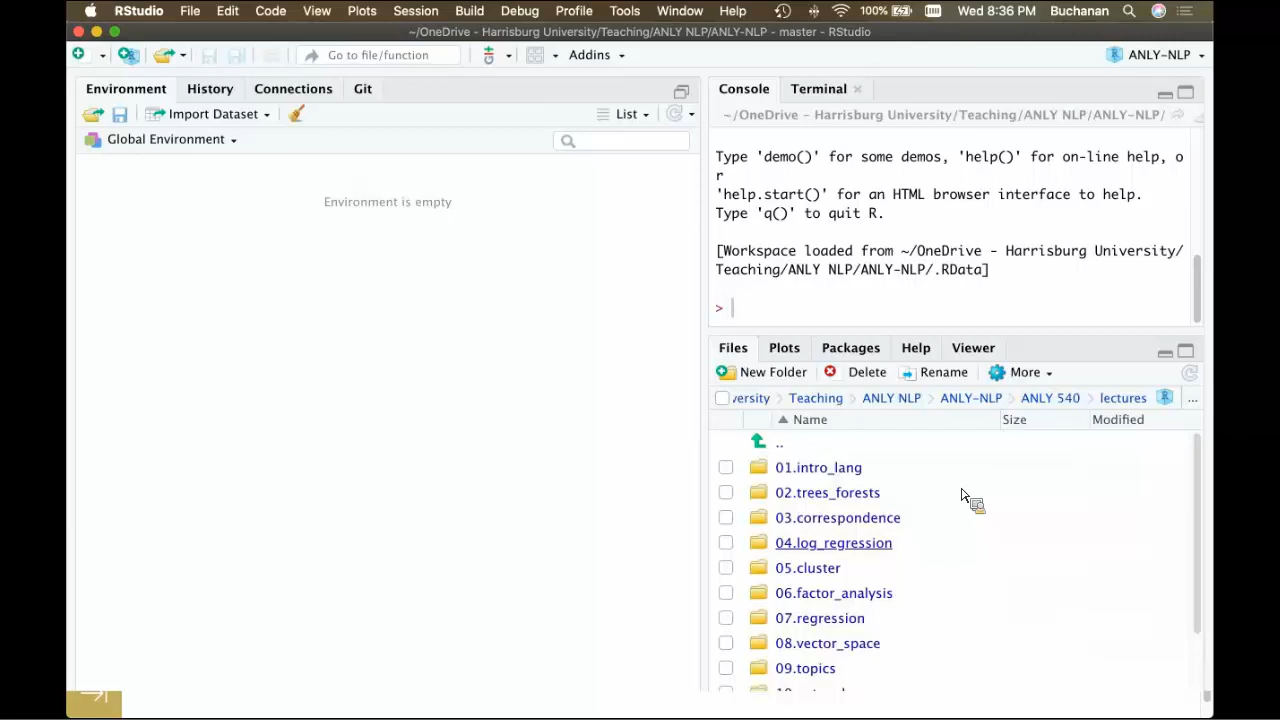 RStudio File Edit Code View Plots Session Build Debug Profile Tools Window Help 100% Wed 8:36 PM Buchanan
~/OneDrive - Harrisburg University/Teaching/ANLY NLP/ANLY-NLP - master - RStudio
Go to file/function Addins ANLY-NLP
Environment History Connections Git
Import Dataset List
Global Environment
Environment is empty
Console Terminal
~/OneDrive - Harrisburg University/Teaching/ANLY NLP/ANLY-NLP/
Type 'demo()' for some demos, 'help()' for on-line help, o
r
'help.start()' for an HTML browser interface to help.
Type 'q()' to quit R.
[Workspace loaded from ~/OneDrive - Harrisburg University/
Teaching/ANLY NLP/ANLY-NLP/.RData]
>
Files Plots Packages Help Viewer
New Folder Delete Rename More
versity Teaching ANLY NLP ANLY-NLP ANLY 540 lectures ...
Name Size Modified
..
01.intro_lang
02.trees_forests
03.correspondence
04.log_regression
05.cluster
06.factor_analysis
07.regression
08.vector_space
09.topics